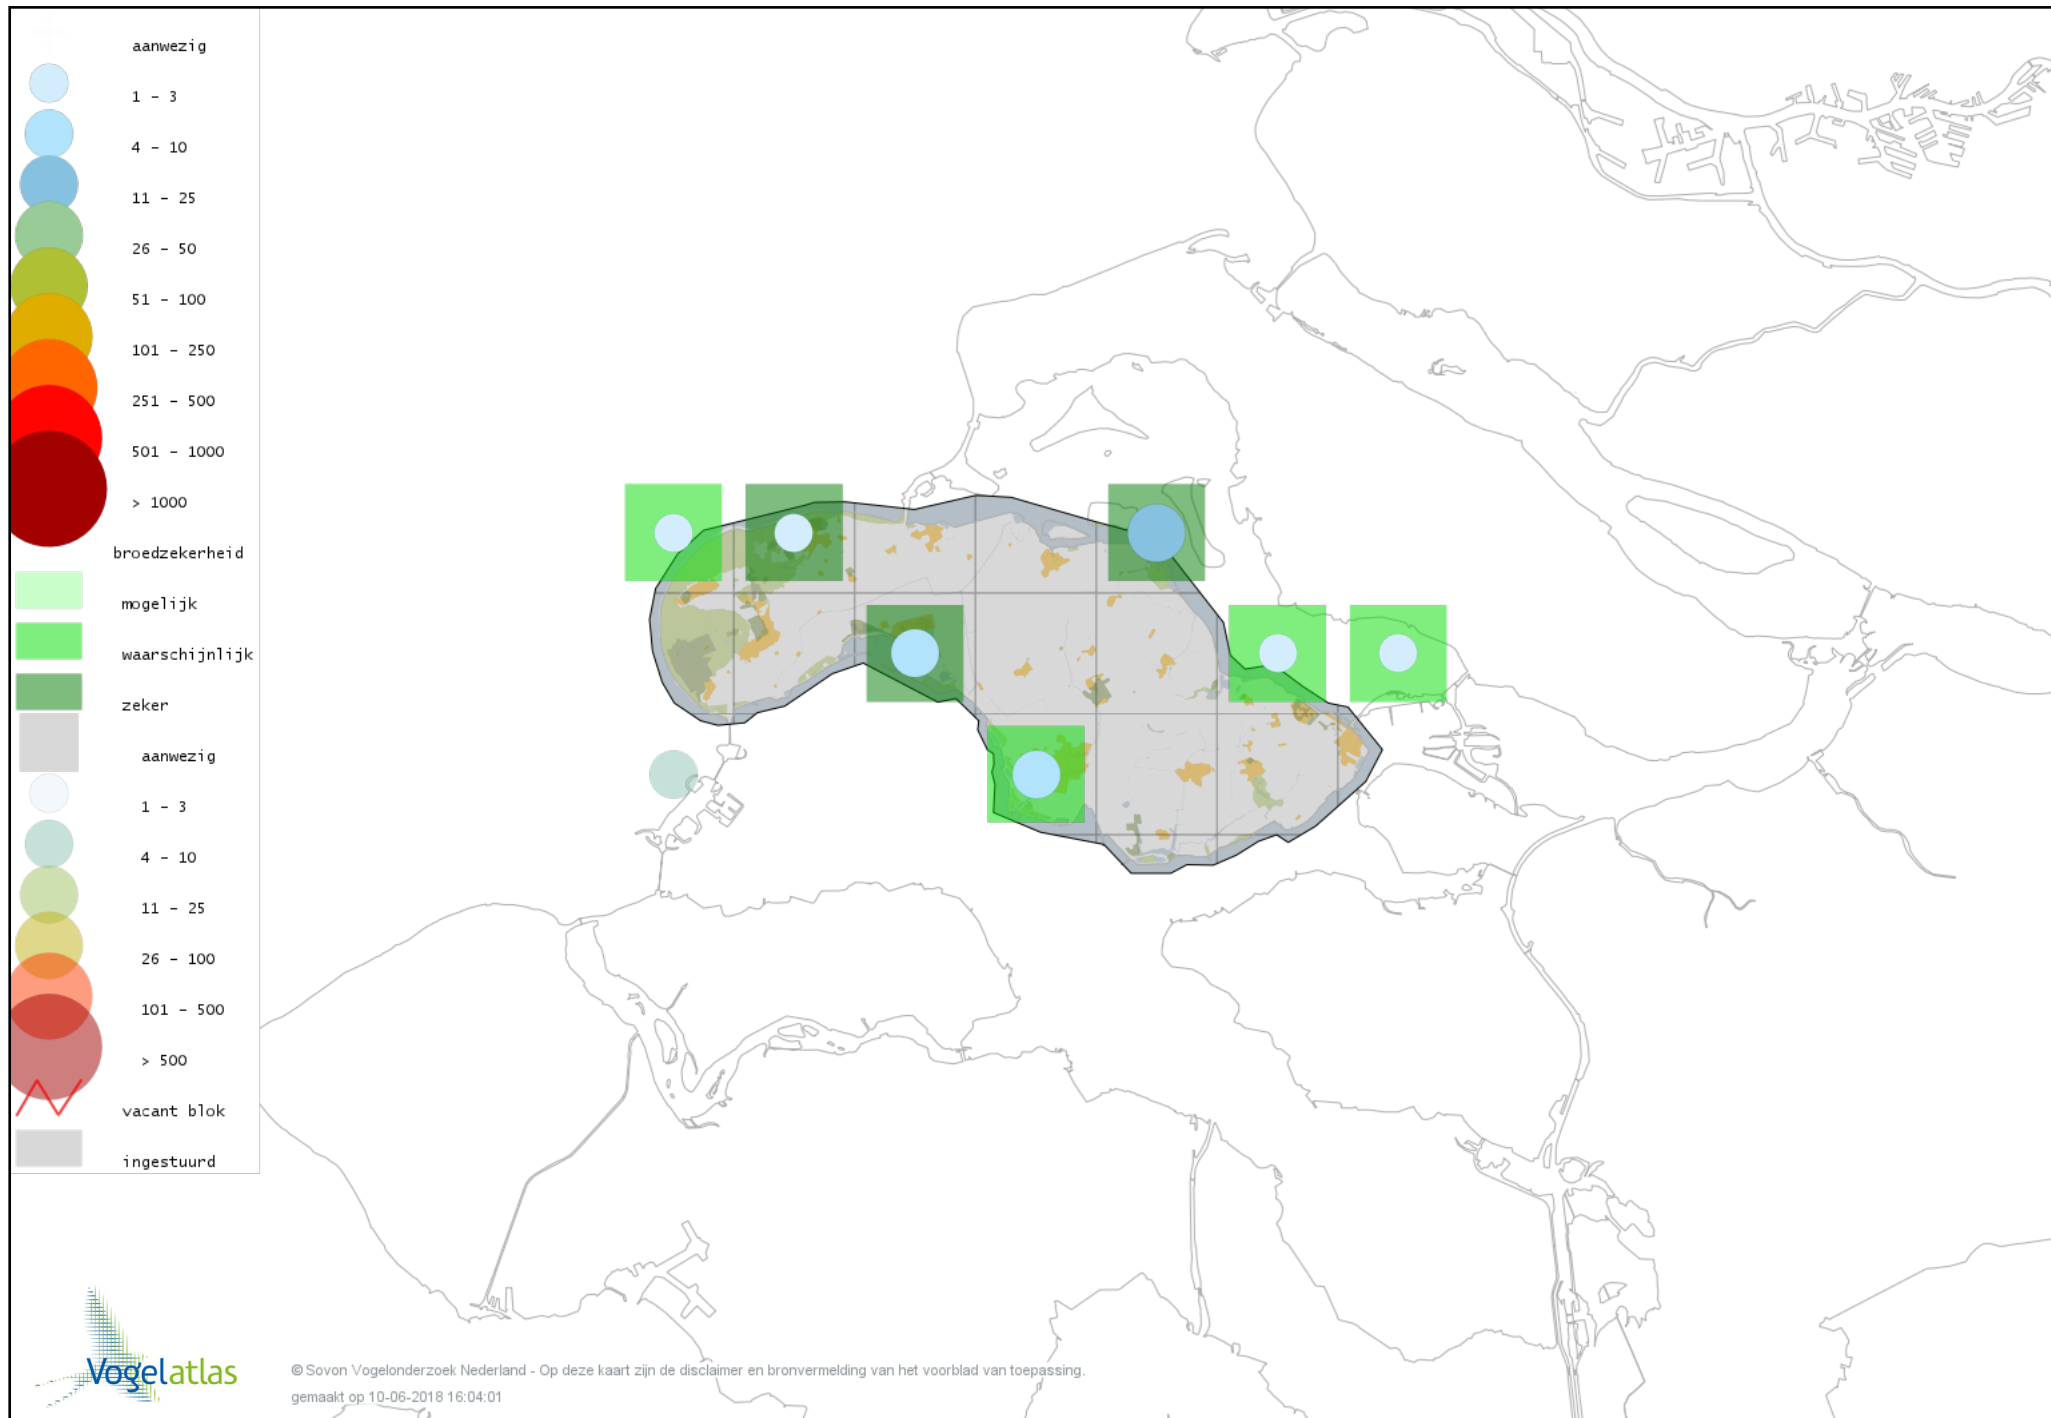 aanwezig
1 - 3
4 - 10
11 - 25
26 - 50
51 - 100
101 - 250
251 - 500
501 - 1000
> 1000
broedzekerheid
mogelijk
waarschijnlijk
zeker
aanwezig
1 - 3
4 - 10
11 - 25
26 - 100
101 - 500
> 500
vacant blok
ingestuurd
Vogelatlas
© Sovon Vogelonderzoek Nederland - Op deze kaart zijn de disclaimer en bronvermelding van het voorblad van toepassing.
gemaakt op 10-06-2018 16:04:01